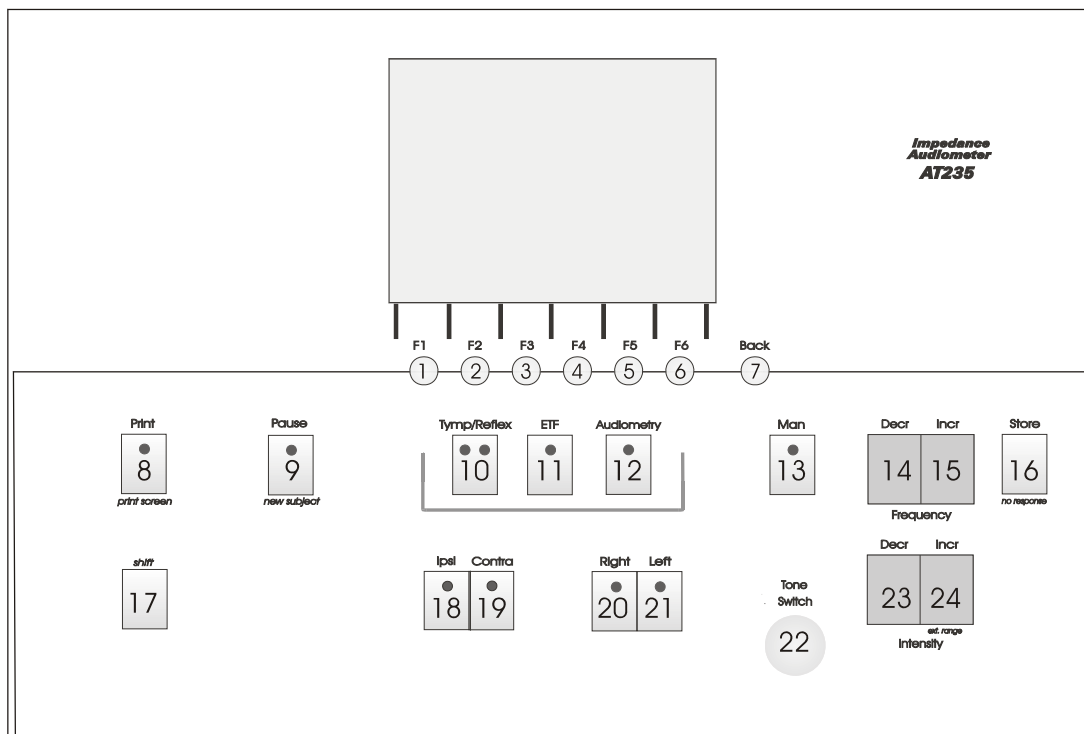 Impedance
Audiometer
AT235
F1 F2 F3 F4 F5 F6 Back
1 2 3 4 5 6 7
Print Pause Tymp/Reflex ETF Audiometry Man Decr Incr Store
8 9 10 11 12 13 14 15 16
print screen new subject Frequency no response
shift Ipsi Contra Right Left Tone Switch Decr Incr
17 18 19 20 21 22 23 24
ext. range
Intensity